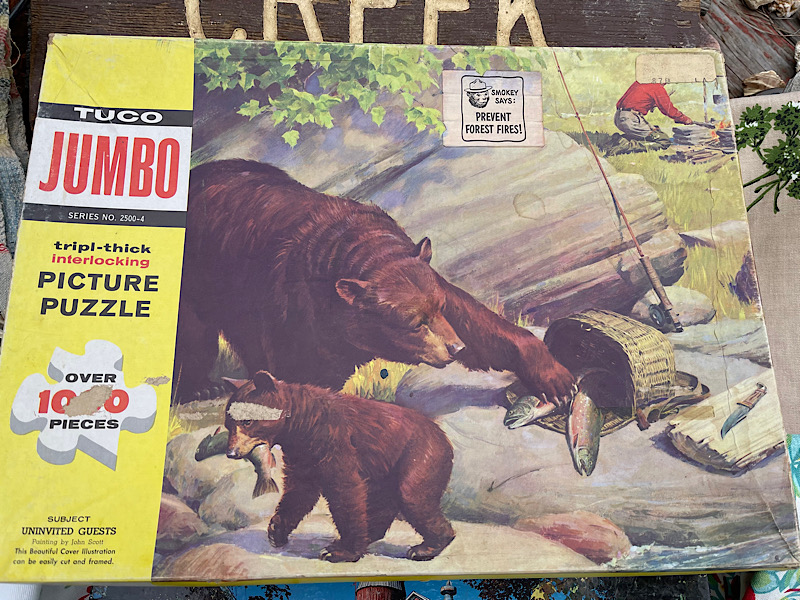 CREEK
TUCO
JUMBO
SERIES NO. 2500-4
tripl-thick
interlocking
PICTURE
PUZZLE
OVER
PIECES
SUBJECT
UNINVITED GUESTS
Painting by John Scott
This Beautiful Cover Illustration
can be easily cut and framed.
SMOKEY
SAYS:
PREVENT
FOREST FIRES!